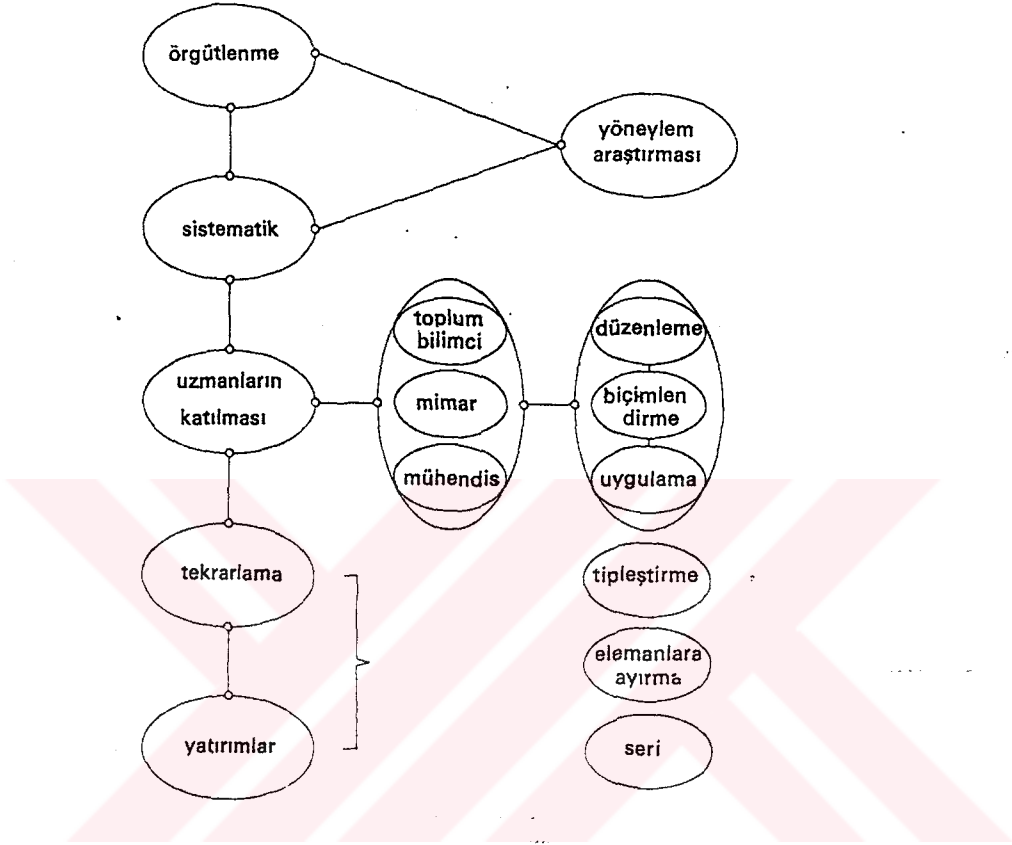 örgütlenme
yöneylem
araştırması
sistematik
uzmanların
katılması
toplum
bilimci
mimar
mühendis
düzenleme
biçimlen
dirme
uygulama
tekrarlama
yatırımlar
tipleştirme
elemanlara
ayırma
seri